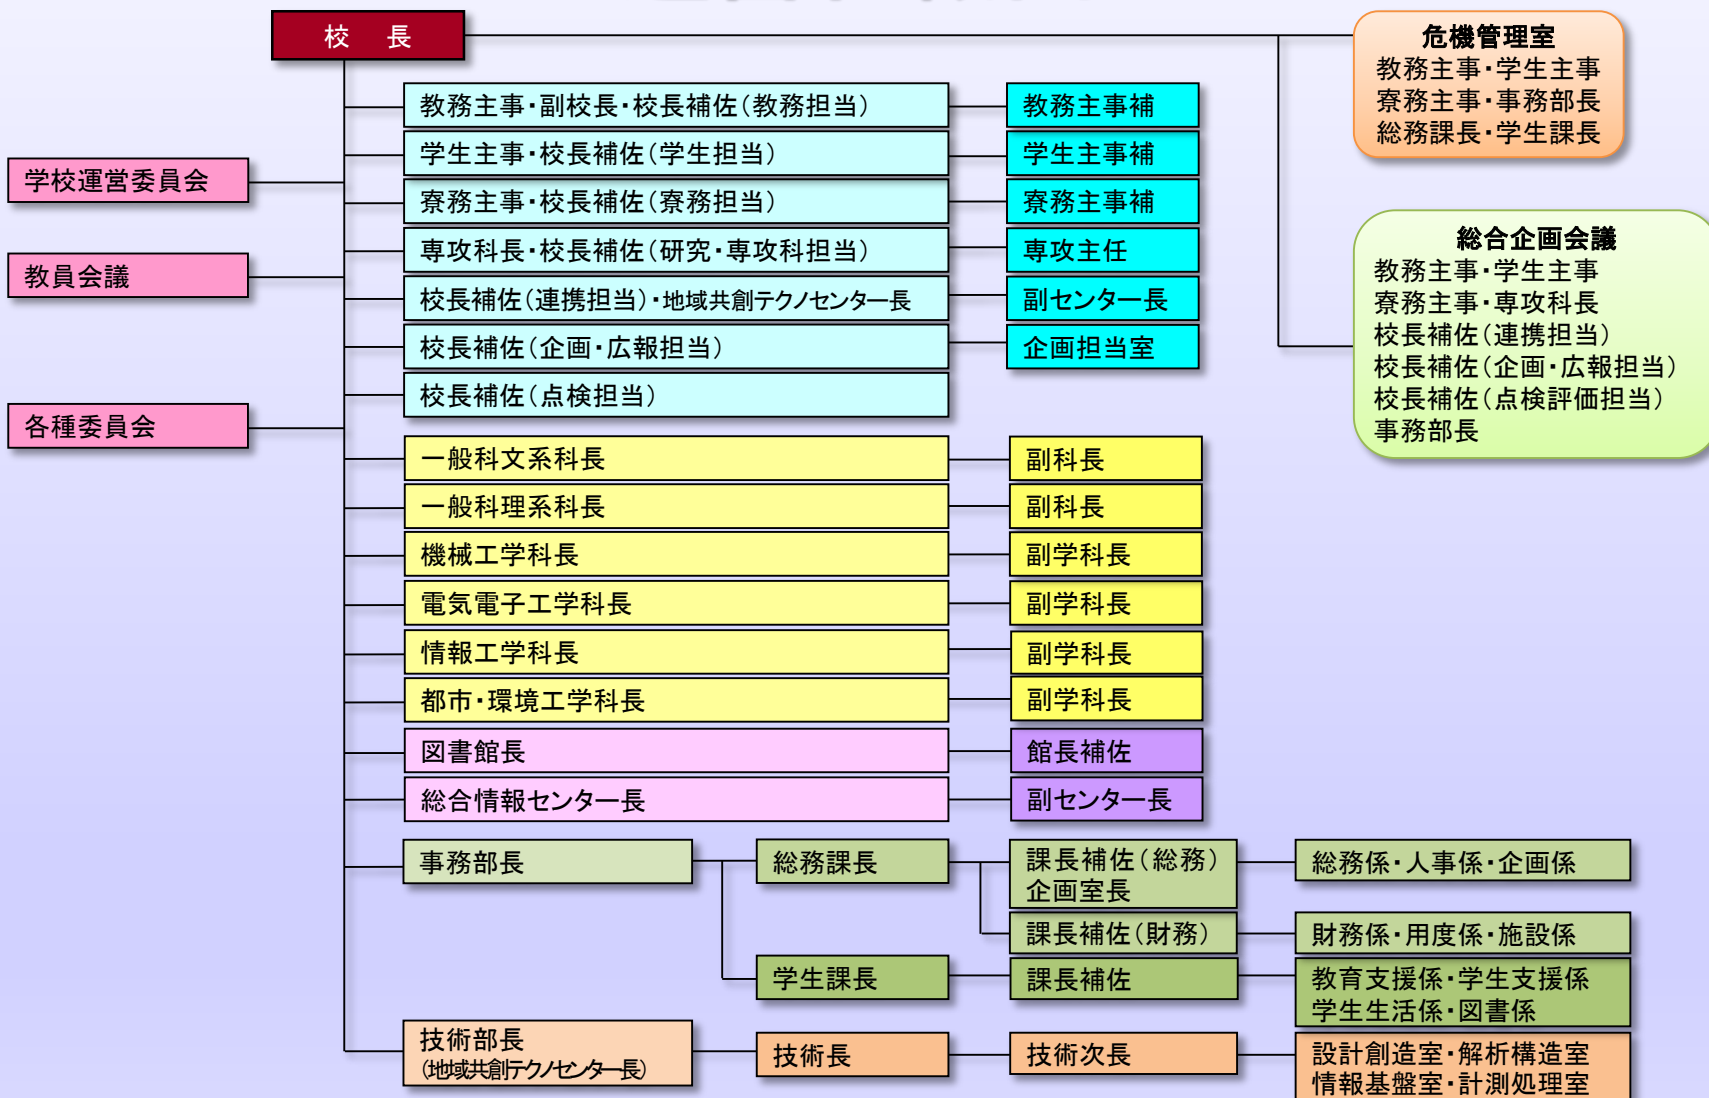 校　長
危機管理室
教務主事・学生主事
寮務主事・事務部長
総務課長・学生課長
総合企画会議
教務主事・学生主事
寮務主事・専攻科長
校長補佐（連携担当）
校長補佐（企画・広報担当）
校長補佐（点検評価担当）
事務部長
学校運営委員会
教員会議
各種委員会
教務主事・副校長・校長補佐（教務担当）
教務主事補
学生主事・校長補佐（学生担当）
学生主事補
寮務主事・校長補佐（寮務担当）
寮務主事補
専攻科長・校長補佐（研究・専攻科担当）
専攻主任
校長補佐（連携担当）・地域共創テクノセンター長
副センター長
校長補佐（企画・広報担当）
企画担当室
校長補佐（点検担当）
一般科文系科長
副科長
一般科理系科長
副科長
機械工学科長
副学科長
電気電子工学科長
副学科長
情報工学科長
副学科長
都市・環境工学科長
副学科長
図書館長
館長補佐
総合情報センター長
副センター長
事務部長
総務課長
課長補佐（総務）
企画室長
総務係・人事係・企画係
課長補佐（財務）
財務係・用度係・施設係
学生課長
課長補佐
教育支援係・学生支援係
学生生活係・図書係
技術部長
（地域共創テクノセンター長）
技術長
技術次長
設計創造室・解析構造室
情報基盤室・計測処理室